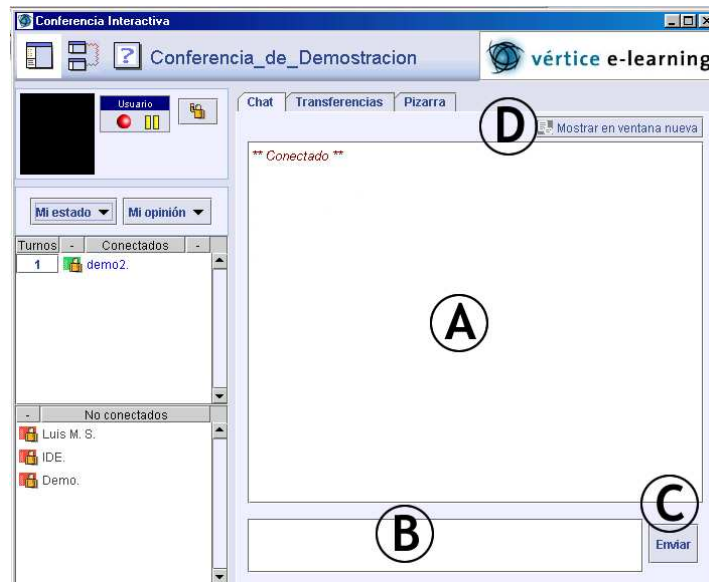 Conferencia Interactiva
? Conferencia_de_Demostracion
vértice e-learning
Usuario
Chat Transferencias Pizarra
D
Mostrar en ventana nueva
** Conectado **
Mi estado Mi opinión
Turnos - Conectados -
1 demo2.
A
- No conectados
Luis M. S.
IDE.
Demo.
B
C
Enviar